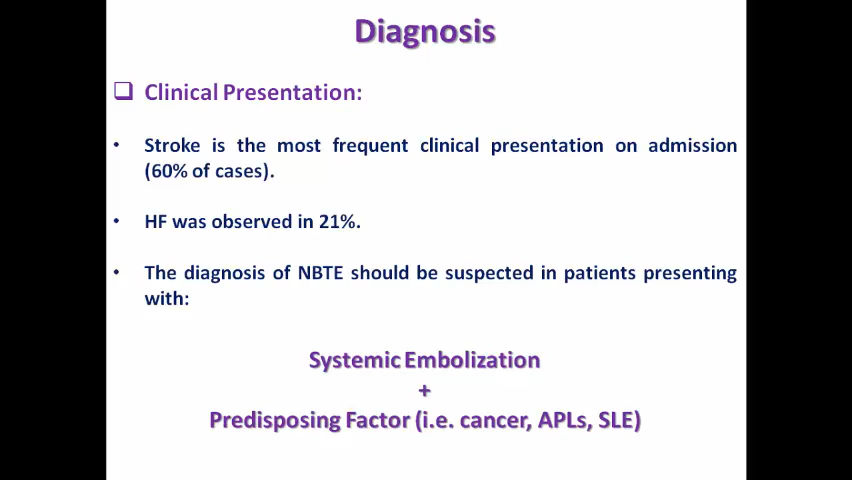 Diagnosis
Clinical Presentation:
• Stroke is the most frequent clinical presentation on admission
(60% of cases).
• HF was observed in 21%.
• The diagnosis of NBTE should be suspected in patients presenting
with:
Systemic Embolization
+
Predisposing Factor (i.e. cancer, APLs, SLE)